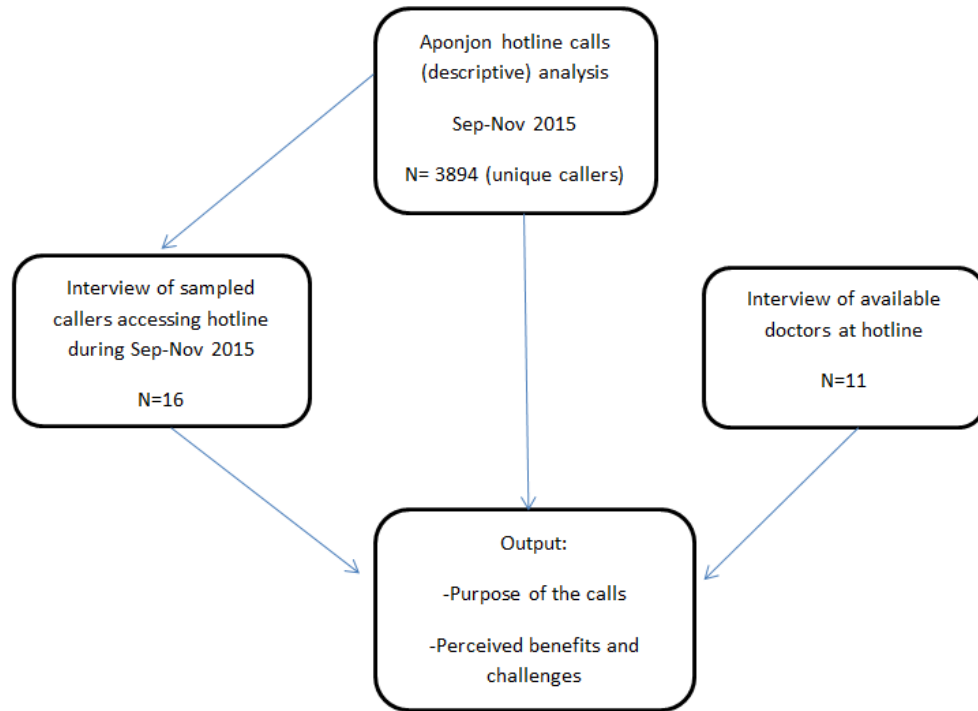 Aponjon hotline calls
(descriptive) analysis
Sep-Nov 2015
N= 3894 (unique callers)
Interview of sampled
callers accessing hotline
during Sep-Nov 2015
N=16
Interview of available
doctors at hotline
N=11
Output:
-Purpose of the calls
-Perceived benefits and
challenges